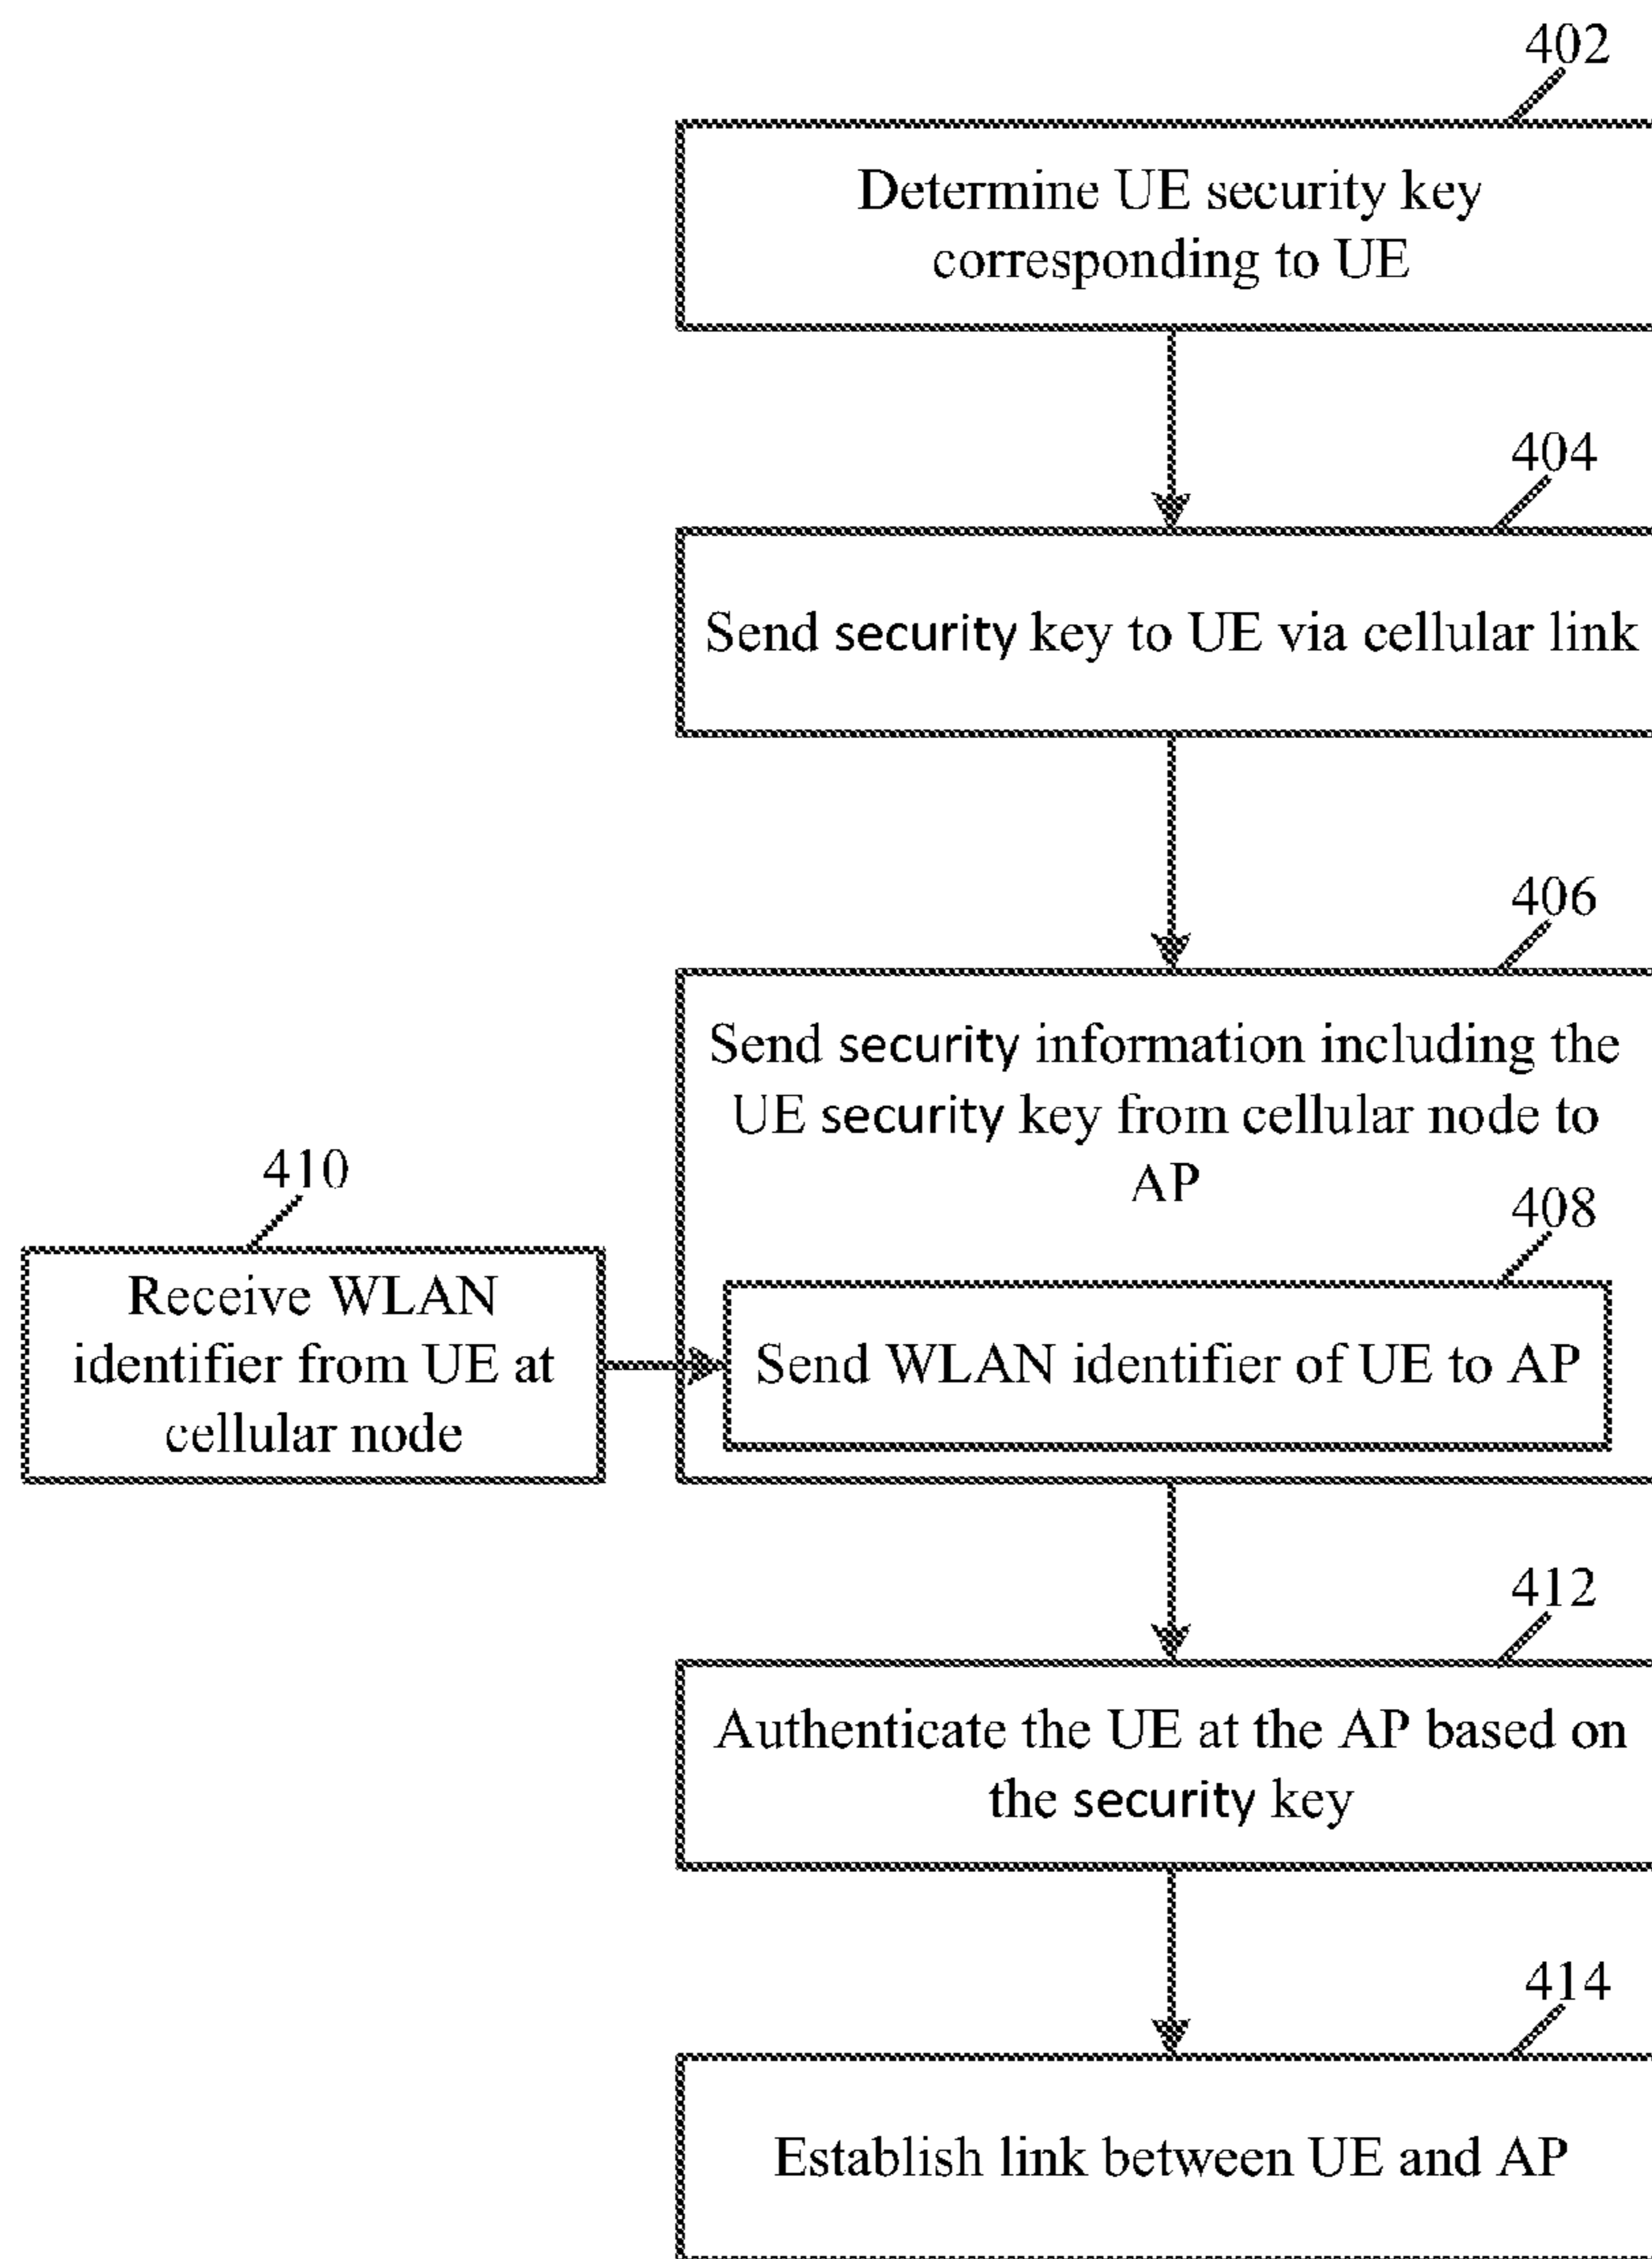 402
Determine UE security key
corresponding to UE
404
Send security key to UE via cellular link
406
Send security information including the
UE security key from cellular node to
AP
408
Send WLAN identifier of UE to AP
410
Receive WLAN
identifier from UE at
cellular node
412
Authenticate the UE at the AP based on
the security key
414
Establish link between UE and AP